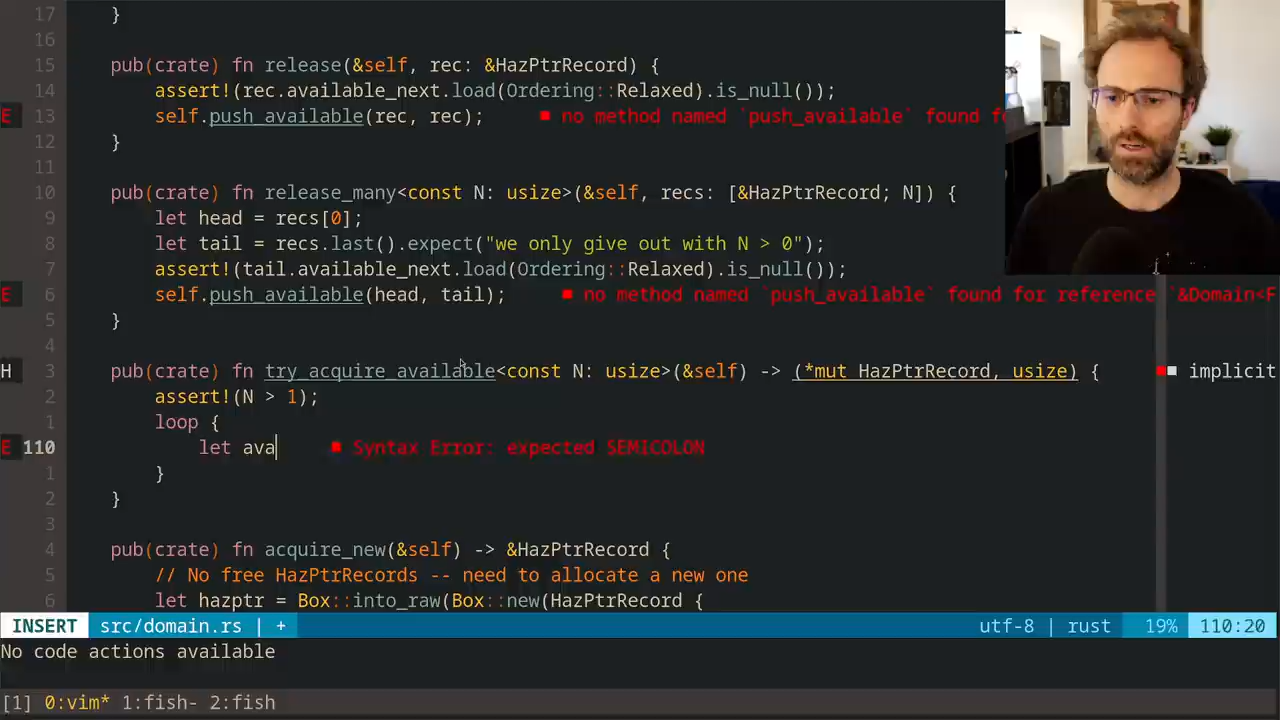 17 }
16
15 pub(crate) fn release(&self, rec: &HazPtrRecord) {
14 assert!(rec.available_next.load(Ordering::Relaxed).is_null());
E 13 self.push_available(rec, rec); ■ no method named `push_available` found fo
12 }
11
10 pub(crate) fn release_many<const N: usize>(&self, recs: [&HazPtrRecord; N]) {
9 let head = recs[0];
8 let tail = recs.last().expect("we only give out with N > 0");
7 assert!(tail.available_next.load(Ordering::Relaxed).is_null());
E 6 self.push_available(head, tail); ■ no method named `push_available` found for reference `&Domain<F
5 }
4
H 3 pub(crate) fn try_acquire_available<const N: usize>(&self) -> (*mut HazPtrRecord, usize) { ■■ implicit
2 assert!(N > 1);
1 loop {
E 110 let ava ■ Syntax Error: expected SEMICOLON
1 }
2 }
3
4 pub(crate) fn acquire_new(&self) -> &HazPtrRecord {
5 // No free HazPtrRecords -- need to allocate a new one
6 let hazptr = Box::into_raw(Box::new(HazPtrRecord {
INSERT src/domain.rs | + utf-8 | rust 19% 110:20
No code actions available
[1] 0:vim* 1:fish- 2:fish